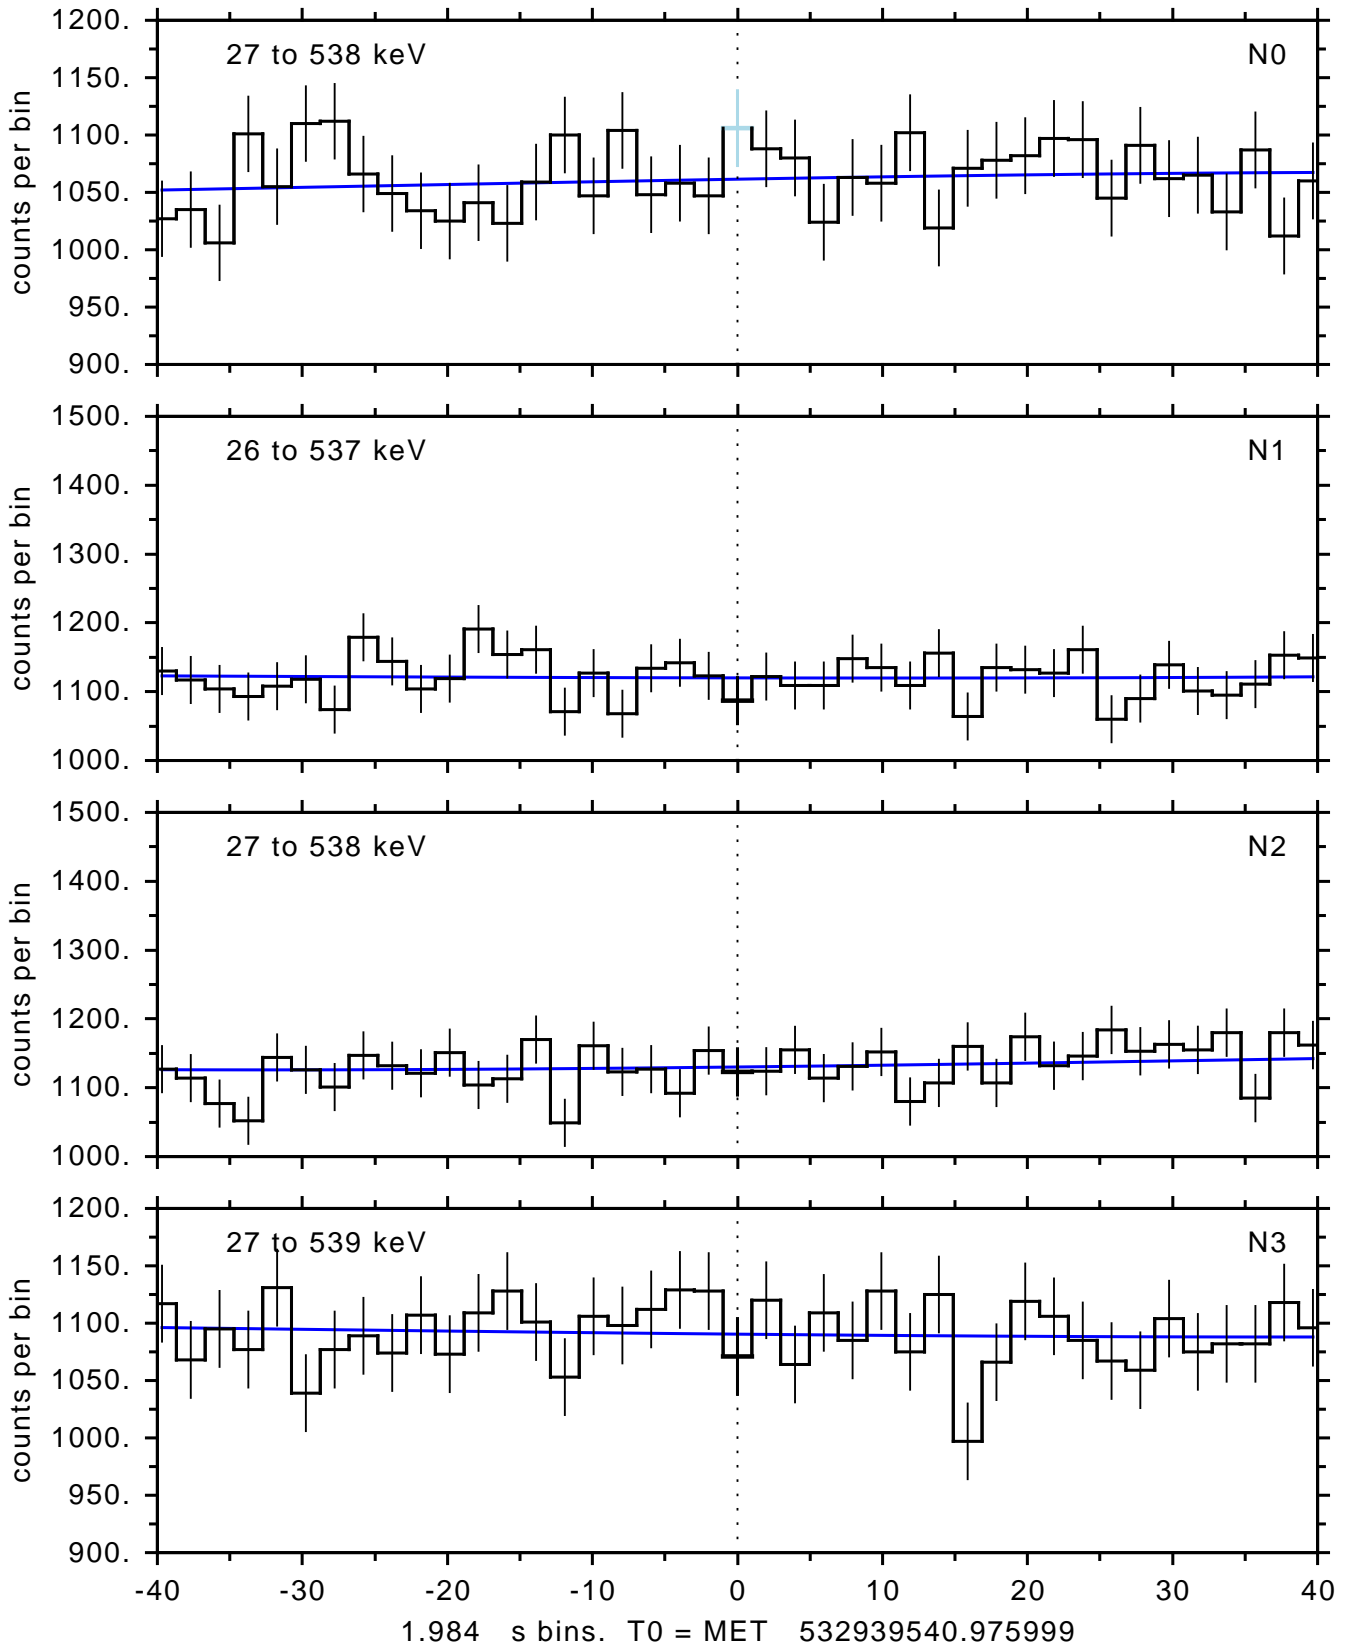 1200.
27 to 538 keV N0
1150.
1100.
1050.
1000.
950.
900.
counts per bin
1500.
26 to 537 keV N1
1400.
1300.
1200.
1100.
1000.
counts per bin
1500.
27 to 538 keV N2
1400.
1300.
1200.
1100.
1000.
counts per bin
1200.
27 to 539 keV N3
1150.
1100.
1050.
1000.
950.
900.
counts per bin
-40 -30 -20 -10 0 10 20 30 40
1.984 s bins. T0 = MET 532939540.975999